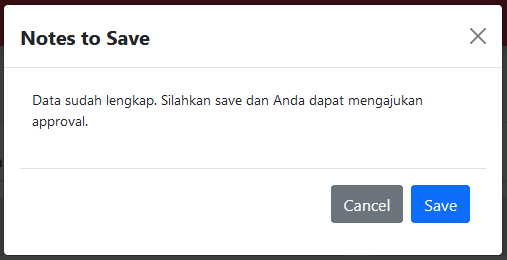 Notes to Save
Data sudah lengkap. Silahkan save dan Anda dapat mengajukan
approval.
Cancel
Save